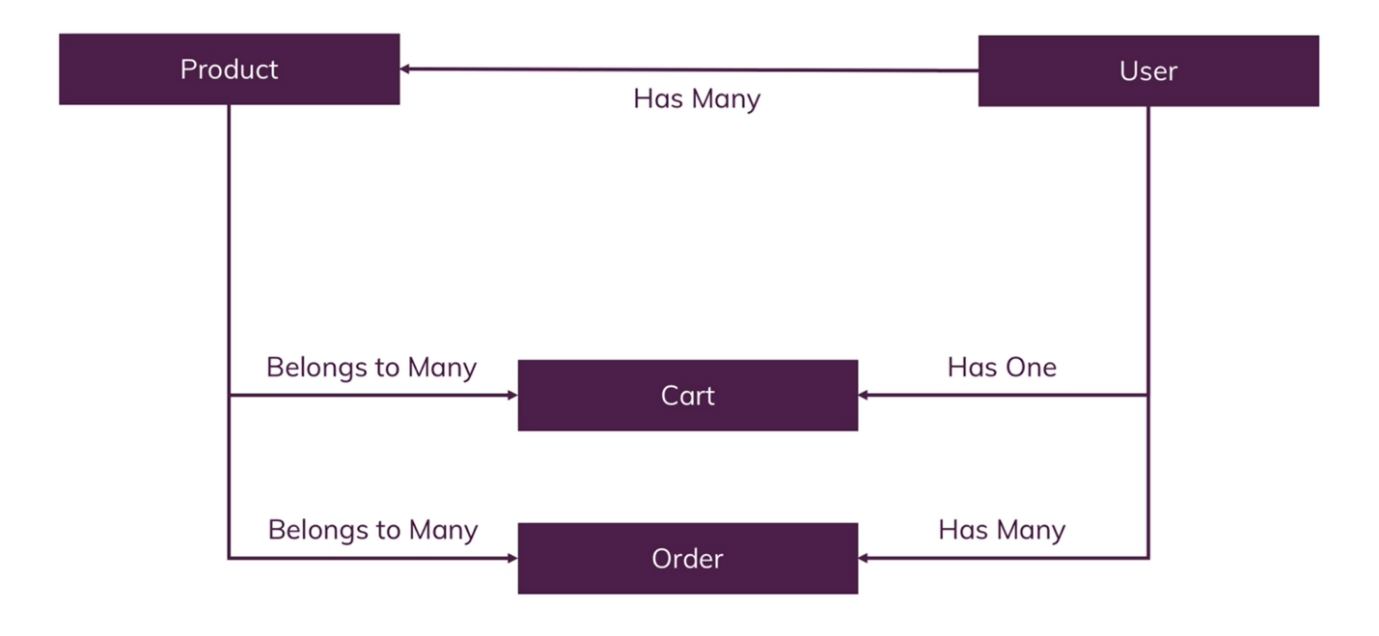 Product
User
Has Many
Belongs to Many
Cart
Has One
Belongs to Many
Order
Has Many